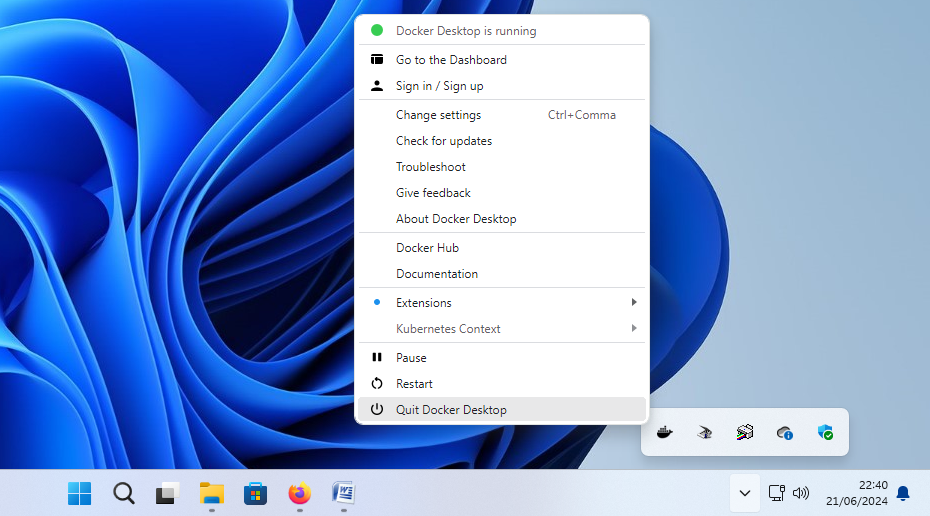 Docker Desktop is running
Go to the Dashboard
Sign in / Sign up
Change settings Ctrl+Comma
Check for updates
Troubleshoot
Give feedback
About Docker Desktop
Docker Hub
Documentation
Extensions
Kubernetes Context
Pause
Restart
Quit Docker Desktop
22:40
21/06/2024